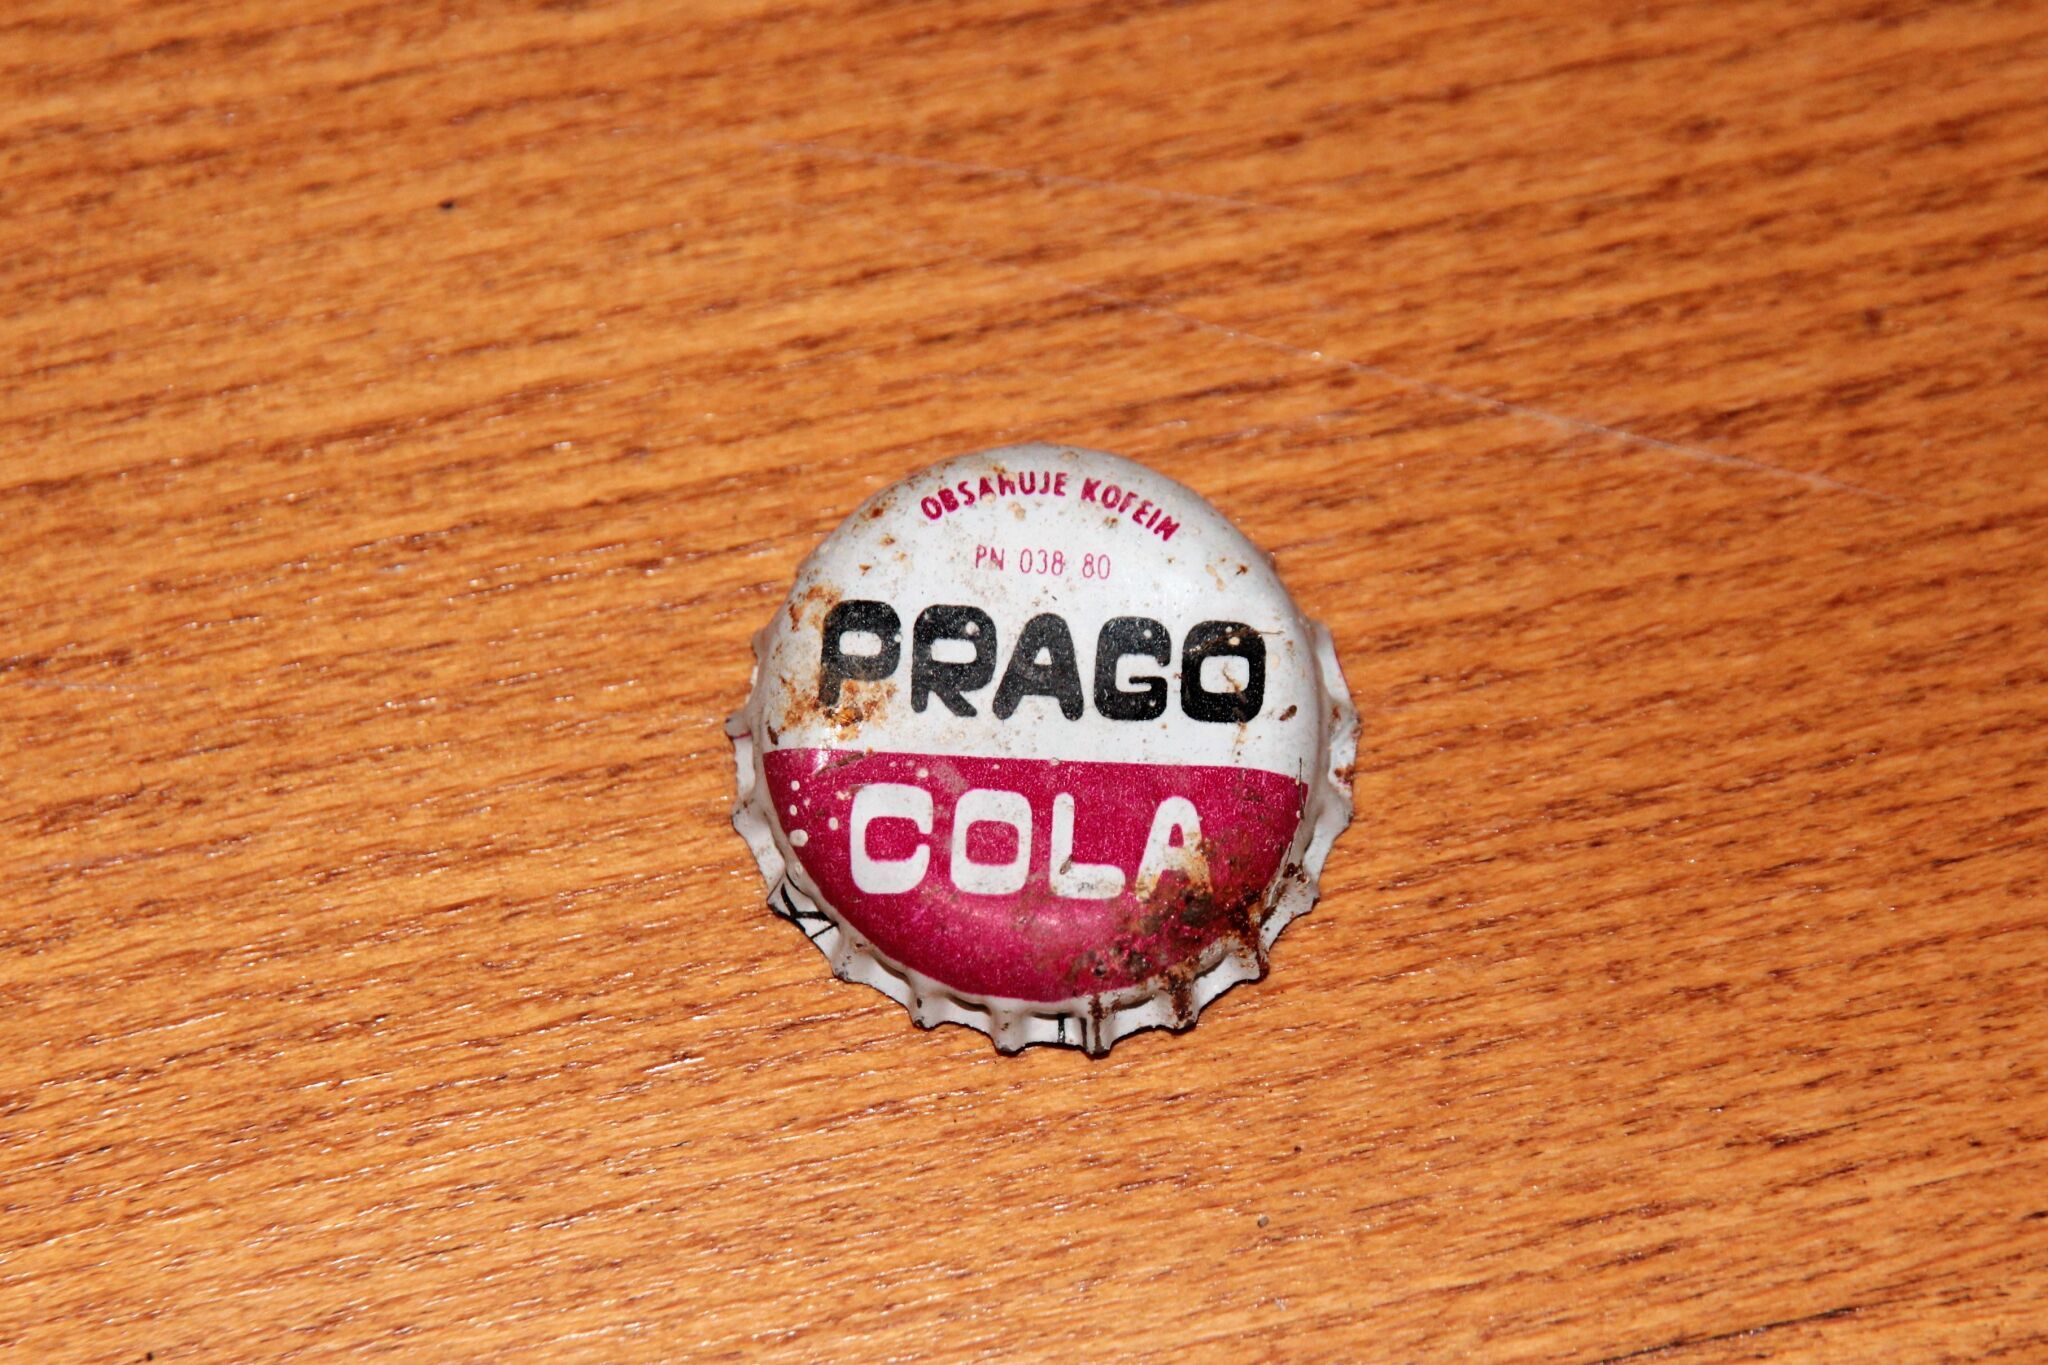 OBSAHUJE KOFEIN
PN 038 80
PRAGO
COLA